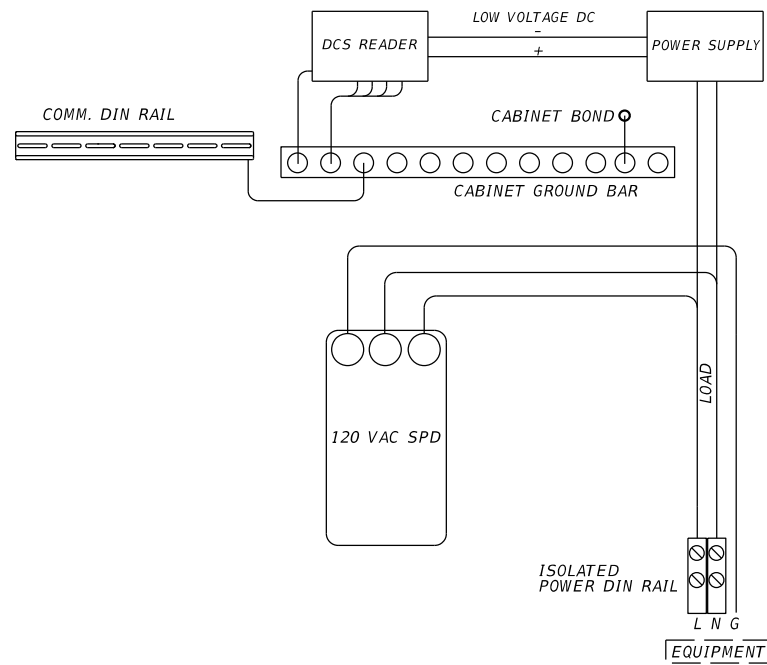 LOW VOLTAGE DC
DCS READER
-
+
POWER SUPPLY
COMM. DIN RAIL
CABINET BOND
CABINET GROUND BAR
LOAD
120 VAC SPD
ISOLATED
POWER DIN RAIL
L N G
EQUIPMENT